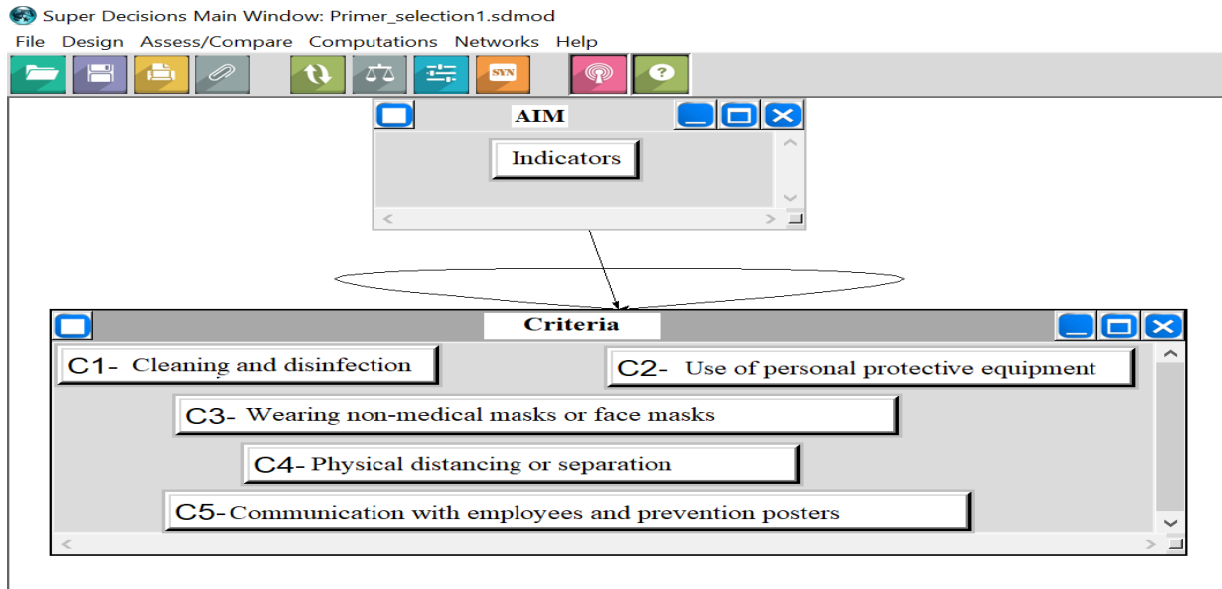 Super Decisions Main Window: Primer_selection1.sdmod
File Design Assess/Compare Computations Networks Help
SYN
?
AIM
Indicators
Criteria
C1- Cleaning and disinfection
C2- Use of personal protective equipment
C3- Wearing non-medical masks or face masks
C4- Physical distancing or separation
C5-Communication with employees and prevention posters